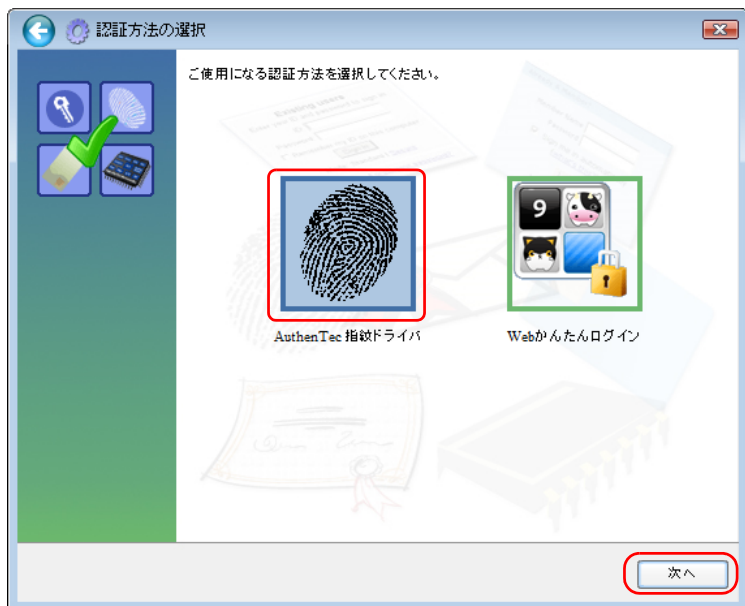 認証方法の選択
ご使用になる認証方法を選択してください。
Existing users
9
AuthenTec 指紋ドライバ
Webかんたんログイン
次へ